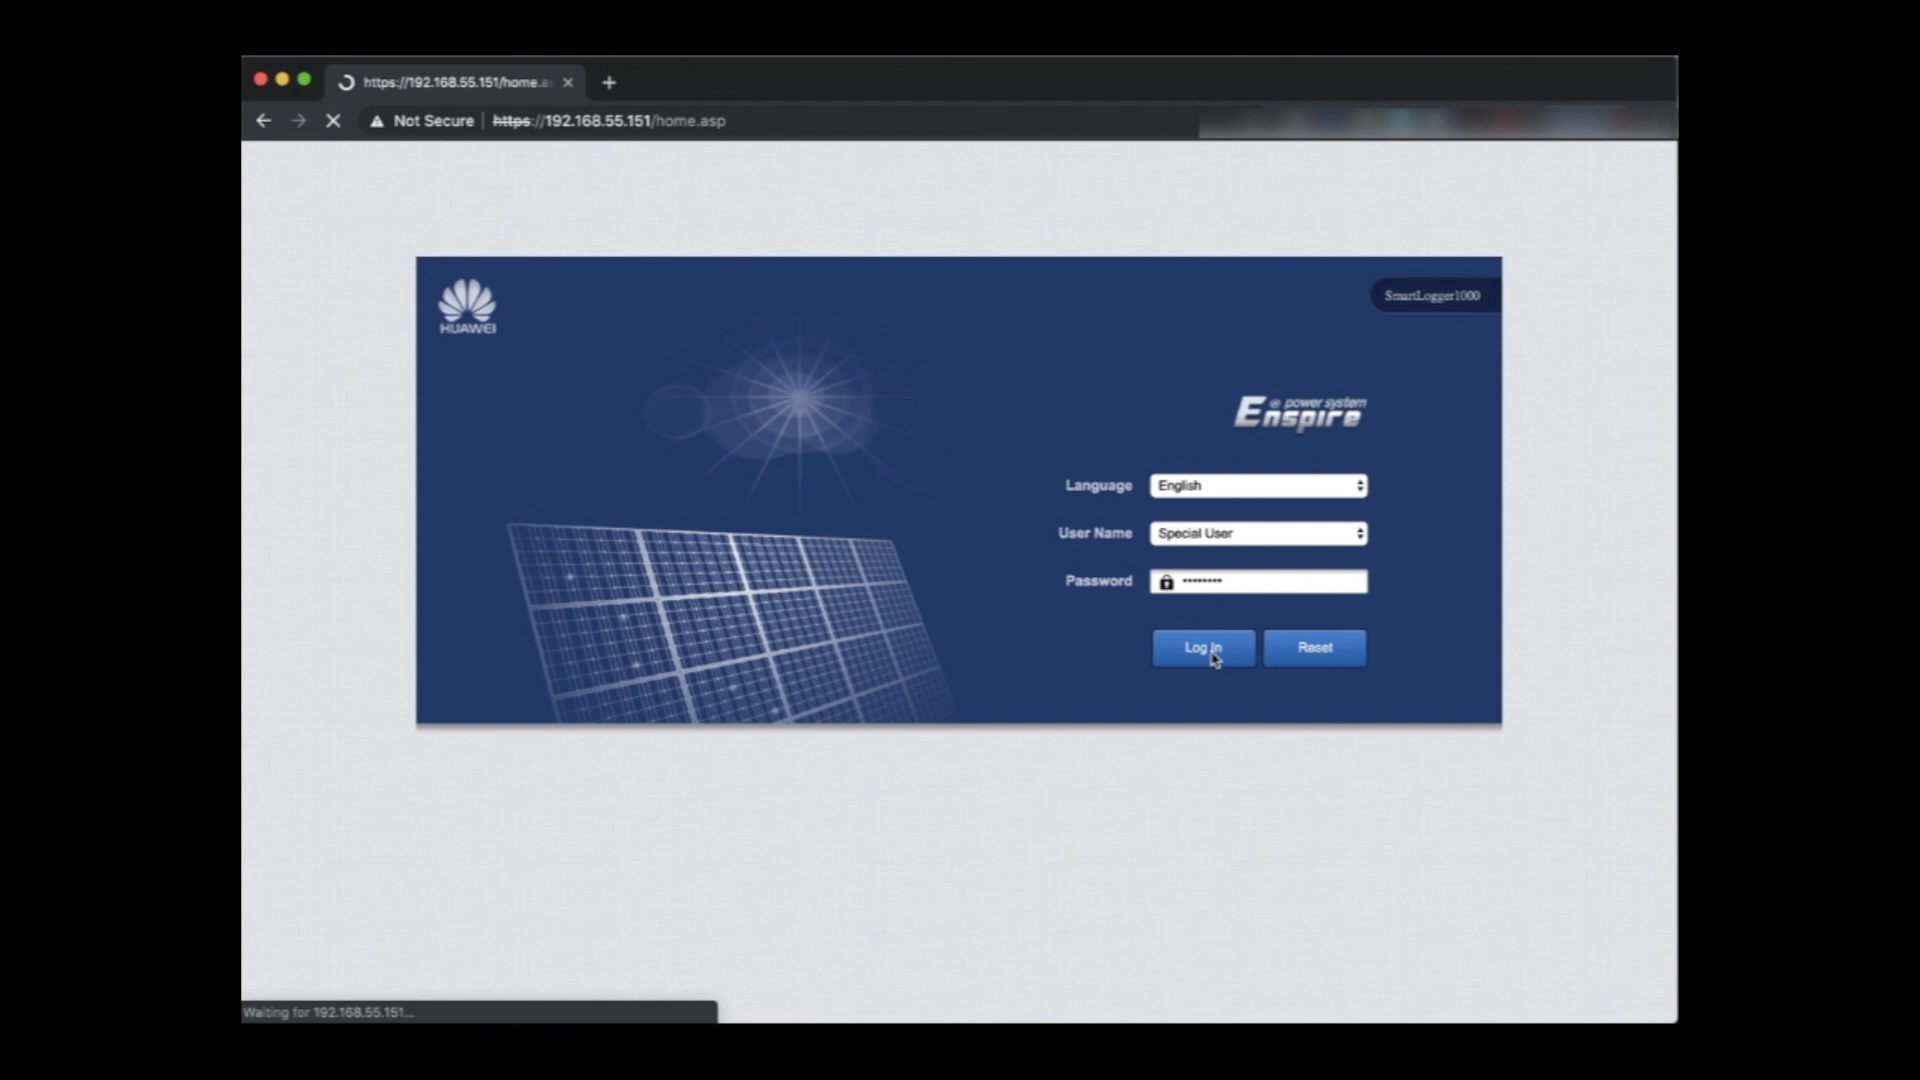 https://192.168.55.151/home.a
Not Secure | https://192.168.55.151/home.asp
HUAWEI
SmartLogger1000
e power system
Enspire
Language English
User Name Special User
Password ••••••••
Log In Reset
Waiting for 192.168.55.151...